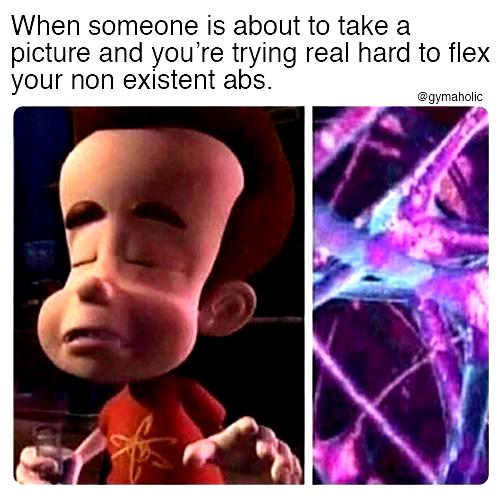 When someone is about to take a
picture and you’re trying real hard to flex
your non existent abs.
@gymaholic